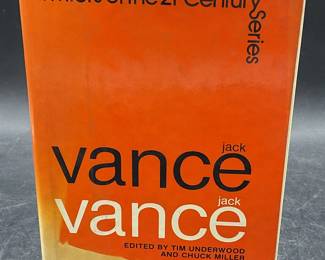 of the 21st Century
Series
jack
vance
jack
vance
EDITED BY TIM UNDERWOOD
AND CHUCK MILLER